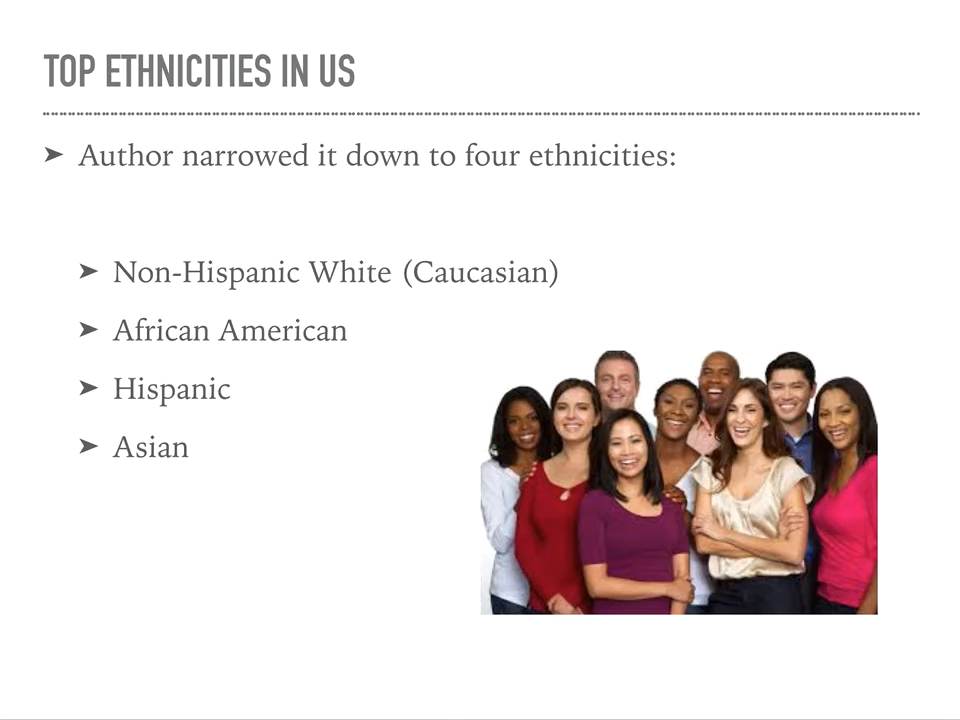 TOP ETHNICITIES IN US
➤ Author narrowed it down to four ethnicities:
➤ Non-Hispanic White (Caucasian)
➤ African American
➤ Hispanic
➤ Asian